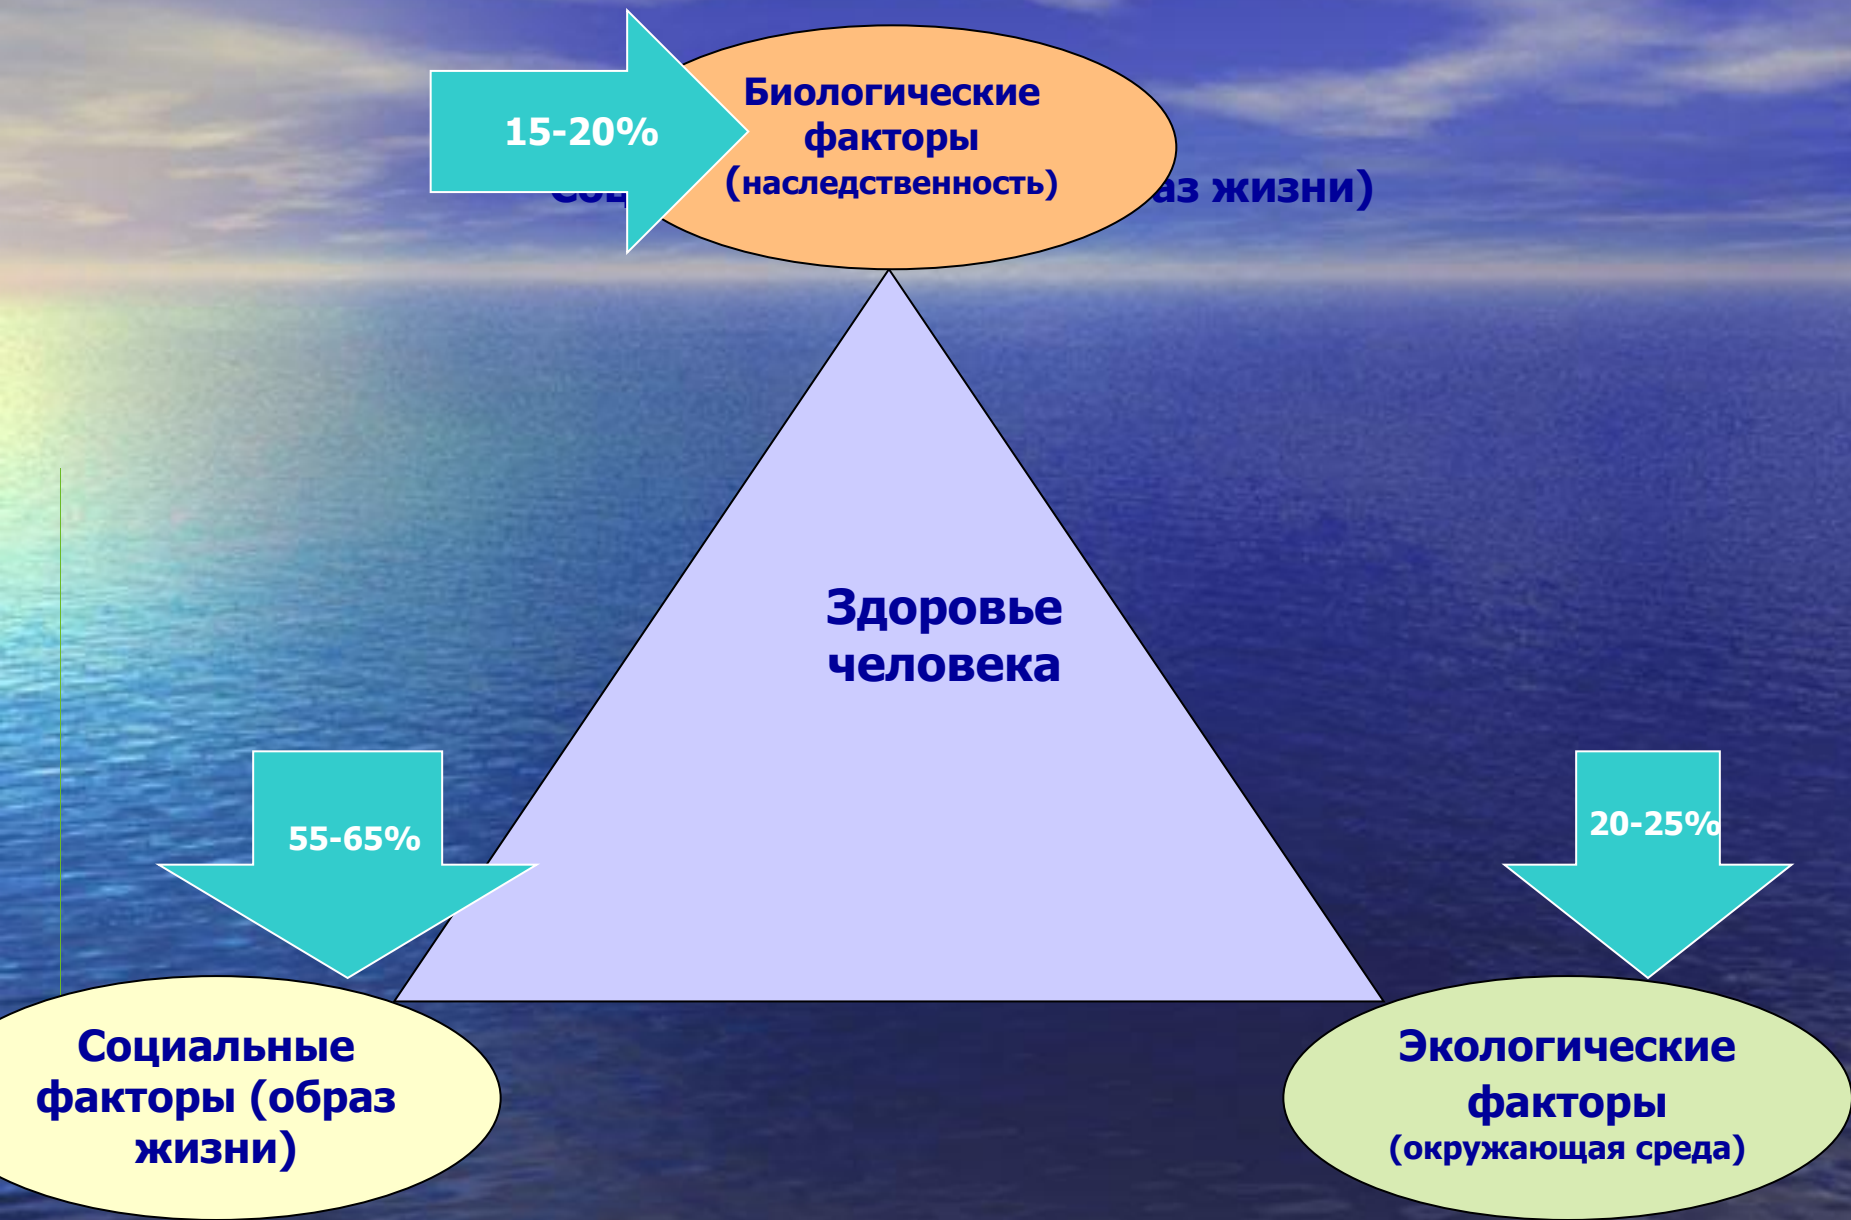 15-20%
Биологические
факторы
(наследственность)
жизни)
Здоровье
человека
55-65%
20-25%
Социальные
факторы (образ
жизни)
Экологические
факторы
(окружающая среда)